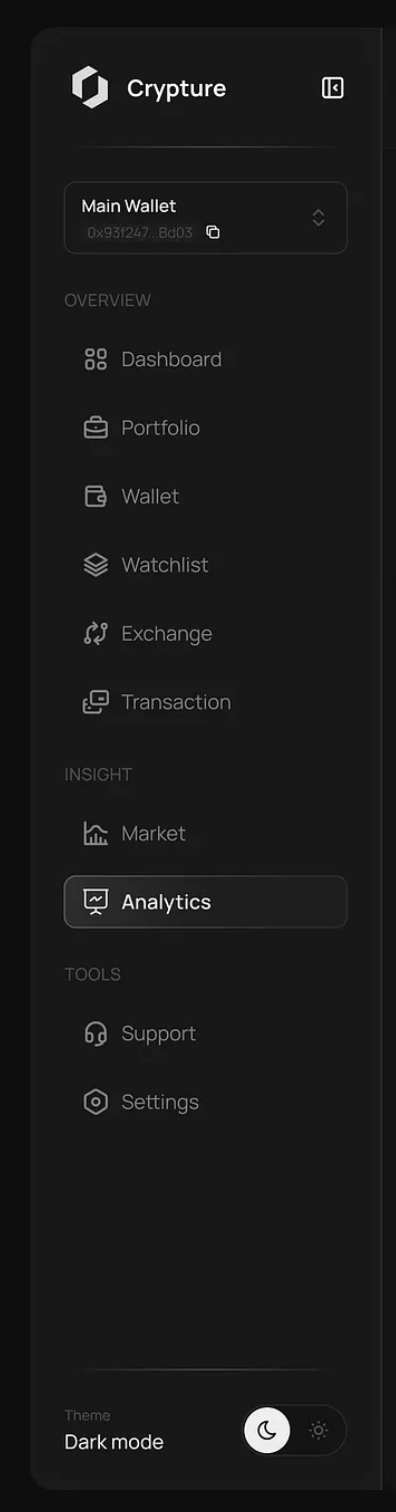 Crypture
Main Wallet
0x93f247...Bd03
OVERVIEW
Dashboard
Portfolio
Wallet
Watchlist
Exchange
Transaction
INSIGHT
Market
Analytics
TOOLS
Support
Settings
Theme
Dark mode